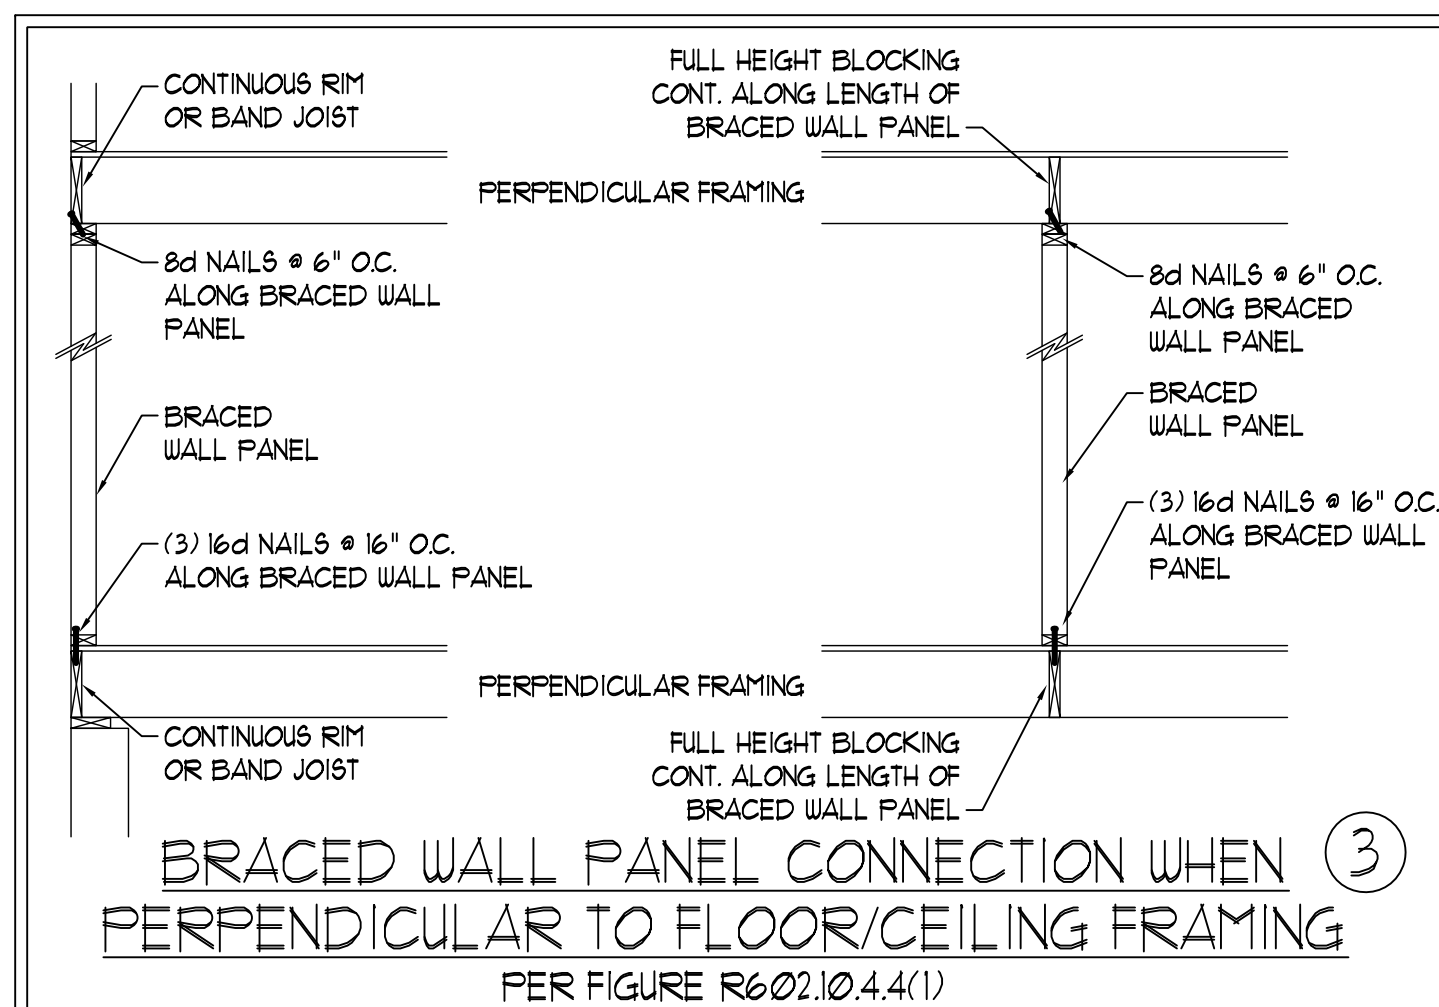 CONTINUOUS RIM
OR BAND JOIST
FULL HEIGHT BLOCKING
CONT. ALONG LENGTH OF
BRACED WALL PANEL
PERPENDICULAR FRAMING
8d NAILS @ 6" O.C.
ALONG BRACED WALL
PANEL
8d NAILS @ 6" O.C.
ALONG BRACED
WALL PANEL
BRACED
WALL PANEL
BRACED
WALL PANEL
(3) 16d NAILS @ 16" O.C.
ALONG BRACED WALL PANEL
(3) 16d NAILS @ 16" O.C.
ALONG BRACED WALL
PANEL
PERPENDICULAR FRAMING
CONTINUOUS RIM
OR BAND JOIST
FULL HEIGHT BLOCKING
CONT. ALONG LENGTH OF
BRACED WALL PANEL
BRACED WALL PANEL CONNECTION WHEN
3
PERPENDICULAR TO FLOOR/CEILING FRAMING
PER FIGURE R602.10.4.4(1)